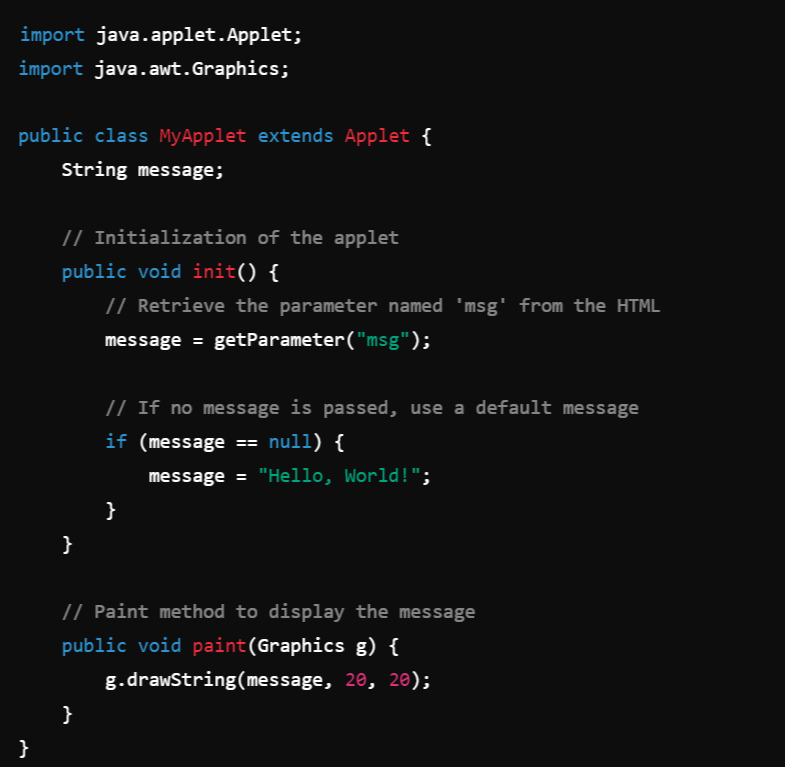 import java.applet.Applet;
import java.awt.Graphics;

public class MyApplet extends Applet {
    String message;

    // Initialization of the applet
    public void init() {
        // Retrieve the parameter named 'msg' from the HTML
        message = getParameter("msg");

        // If no message is passed, use a default message
        if (message == null) {
            message = "Hello, World!";
        }
    }

    // Paint method to display the message
    public void paint(Graphics g) {
        g.drawString(message, 20, 20);
    }
}